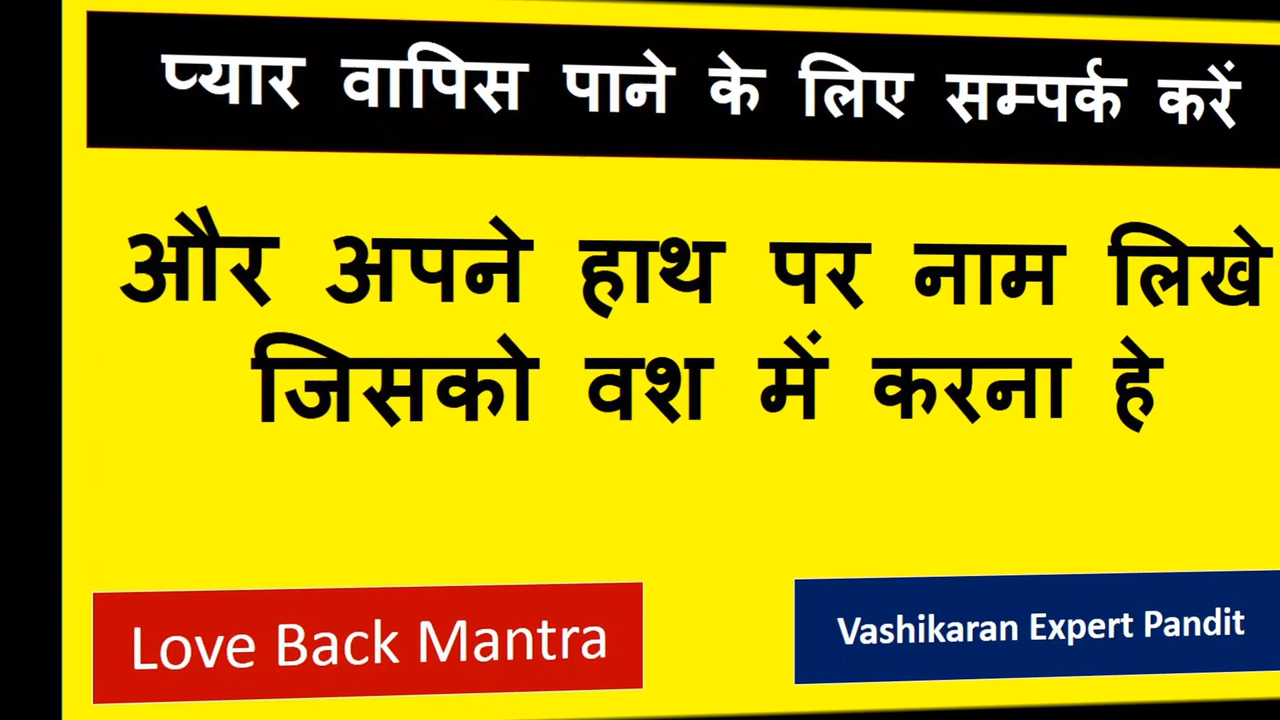 प्यार वापिस पाने के लिए सम्पर्क करें
और अपने हाथ पर नाम लिखे
जिसको वश में करना हे
Love Back Mantra
Vashikaran Expert Pandit